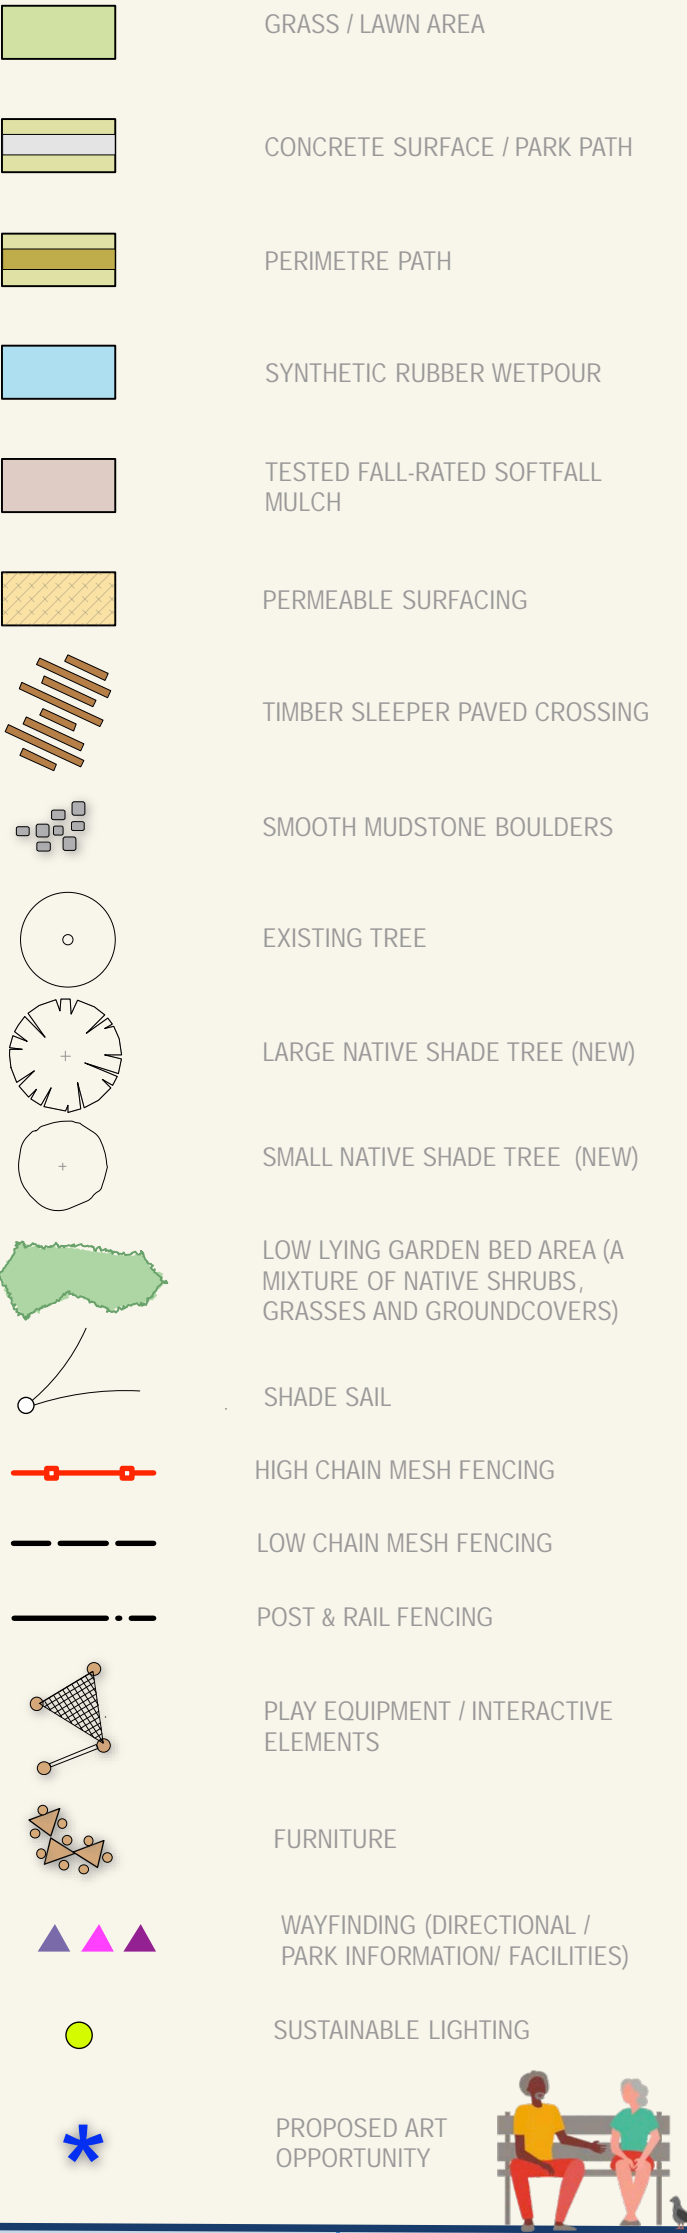 GRASS / LAWN AREA
CONCRETE SURFACE / PARK PATH
PERIMETRE PATH
SYNTHETIC RUBBER WETPOUR
TESTED FALL-RATED SOFTFALL
MULCH
PERMEABLE SURFACING
TIMBER SLEEPER PAVED CROSSING
SMOOTH MUDSTONE BOULDERS
EXISTING TREE
LARGE NATIVE SHADE TREE (NEW)
SMALL NATIVE SHADE TREE (NEW)
LOW LYING GARDEN BED AREA (A
MIXTURE OF NATIVE SHRUBS,
GRASSES AND GROUNDCOVERS)
SHADE SAIL
HIGH CHAIN MESH FENCING
LOW CHAIN MESH FENCING
POST & RAIL FENCING
PLAY EQUIPMENT / INTERACTIVE
ELEMENTS
FURNITURE
WAYFINDING (DIRECTIONAL /
PARK INFORMATION/ FACILITIES)
SUSTAINABLE LIGHTING
PROPOSED ART
OPPORTUNITY